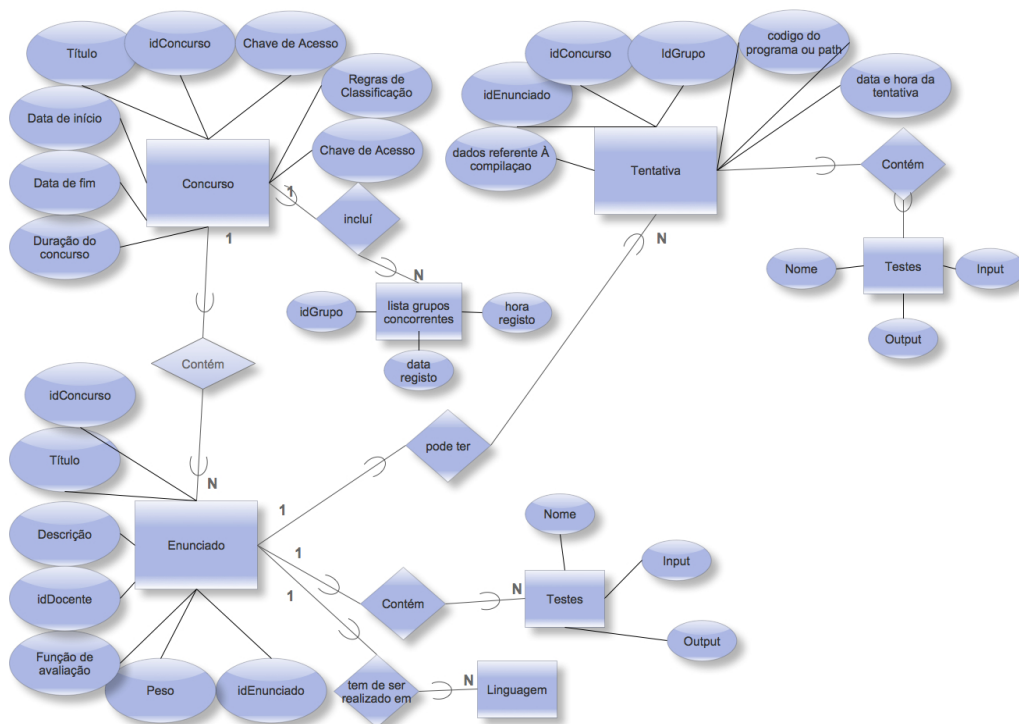 Título
idConcurso
Chave de Acesso
Regras de
Classificação
Data de início
Chave de Acesso
Data de fim
Concurso
Duração do
concurso
1
1
incluí
N
idGrupo
lista grupos
concorrentes
hora
registo
data
registo
Contém
idConcurso
IdGrupo
codigo do
programa ou path
idEnunciado
data e hora da
tentativa
dados referente À
compilaçao
Tentativa
Contém
N
Nome
Testes
Input
Output
idConcurso
Título
N
pode ter
Descrição
Enunciado
1
1
1
idDocente
Função de
avaliação
Peso
idEnunciado
Contém
N
Nome
Testes
Input
Output
tem de ser
realizado em
N
Linguagem